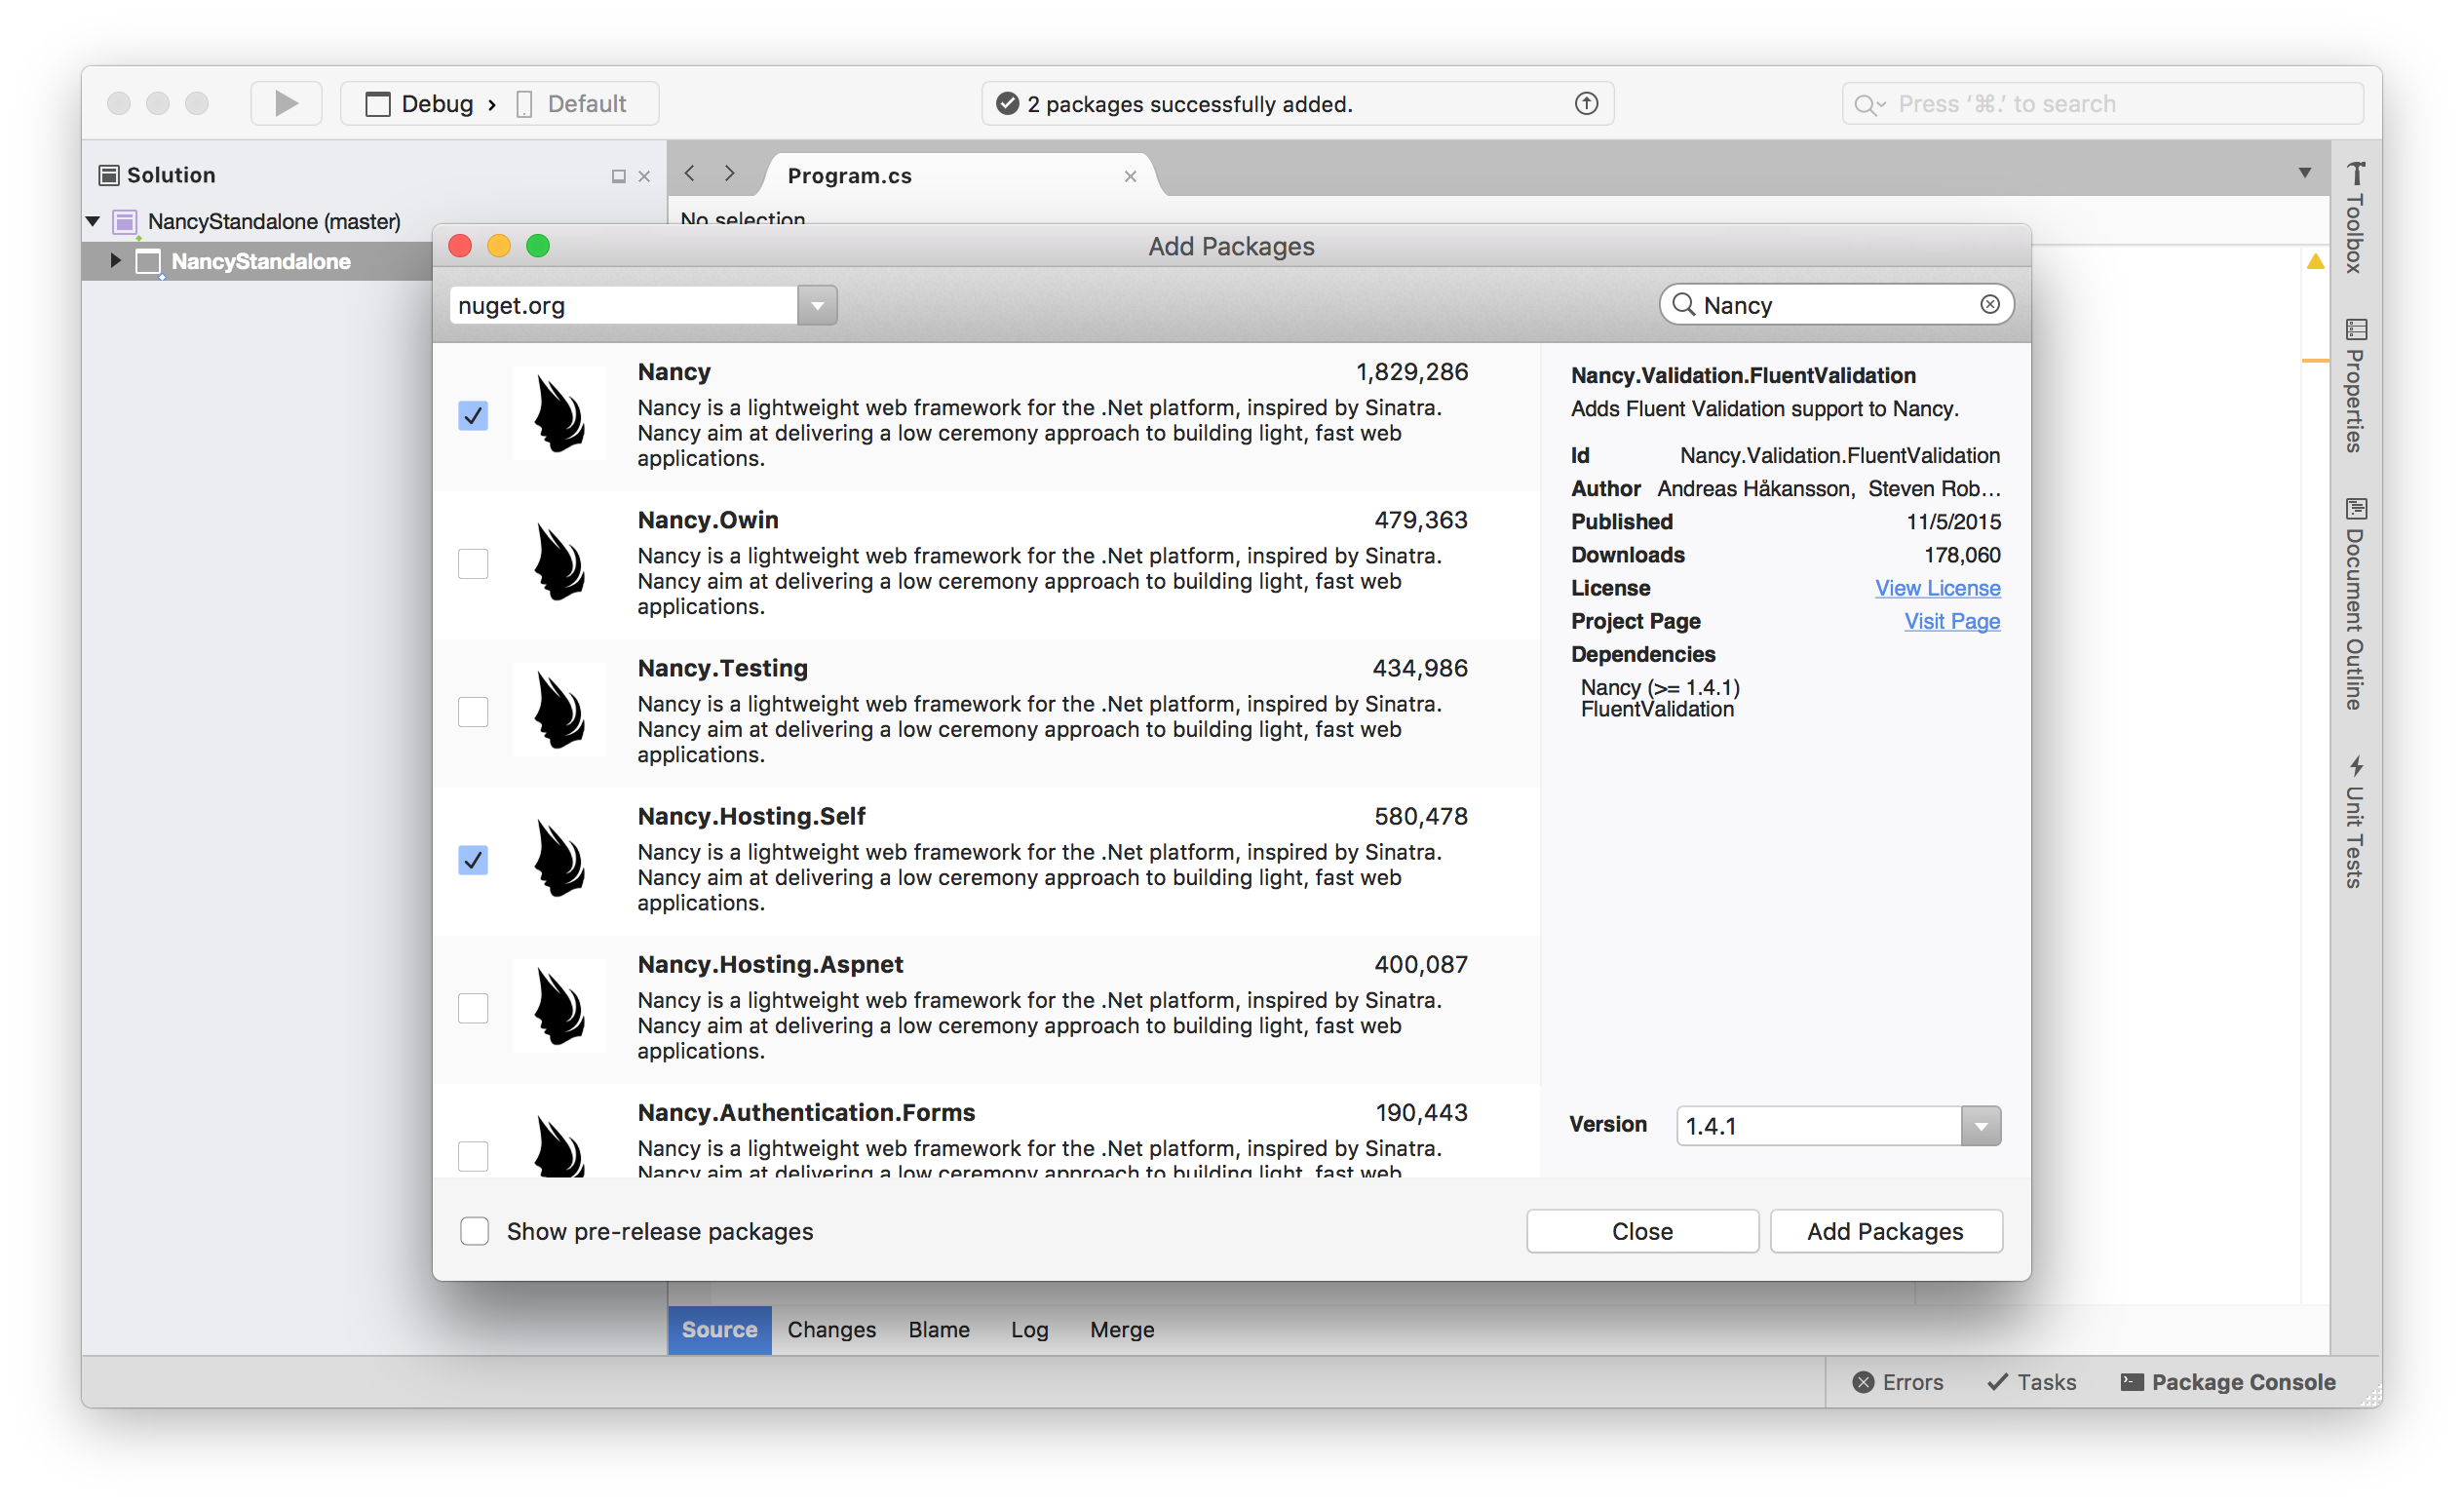 Debug › Default
2 packages successfully added.
Press ‘⌘.’ to search
Solution
Program.cs
NancyStandalone (master)
NancyStandalone
No selection
Add Packages
nuget.org
Nancy
Nancy 1,829,286
Nancy is a lightweight web framework for the .Net platform, inspired by Sinatra.
Nancy aim at delivering a low ceremony approach to building light, fast web
applications.
Nancy.Owin 479,363
Nancy is a lightweight web framework for the .Net platform, inspired by Sinatra.
Nancy aim at delivering a low ceremony approach to building light, fast web
applications.
Nancy.Testing 434,986
Nancy is a lightweight web framework for the .Net platform, inspired by Sinatra.
Nancy aim at delivering a low ceremony approach to building light, fast web
applications.
Nancy.Hosting.Self 580,478
Nancy is a lightweight web framework for the .Net platform, inspired by Sinatra.
Nancy aim at delivering a low ceremony approach to building light, fast web
applications.
Nancy.Hosting.Aspnet 400,087
Nancy is a lightweight web framework for the .Net platform, inspired by Sinatra.
Nancy aim at delivering a low ceremony approach to building light, fast web
applications.
Nancy.Authentication.Forms 190,443
Nancy is a lightweight web framework for the .Net platform, inspired by Sinatra.
Nancy aim at delivering a low ceremony approach to building light, fast web
Nancy.Validation.FluentValidation
Adds Fluent Validation support to Nancy.
Id Nancy.Validation.FluentValidation
Author Andreas Håkansson, Steven Rob...
Published 11/5/2015
Downloads 178,060
License View License
Project Page Visit Page
Dependencies
Nancy (>= 1.4.1)
FluentValidation
Version 1.4.1
Show pre-release packages
Close
Add Packages
Toolbox
Properties
Document Outline
Unit Tests
Source Changes Blame Log Merge
Errors Tasks Package Console